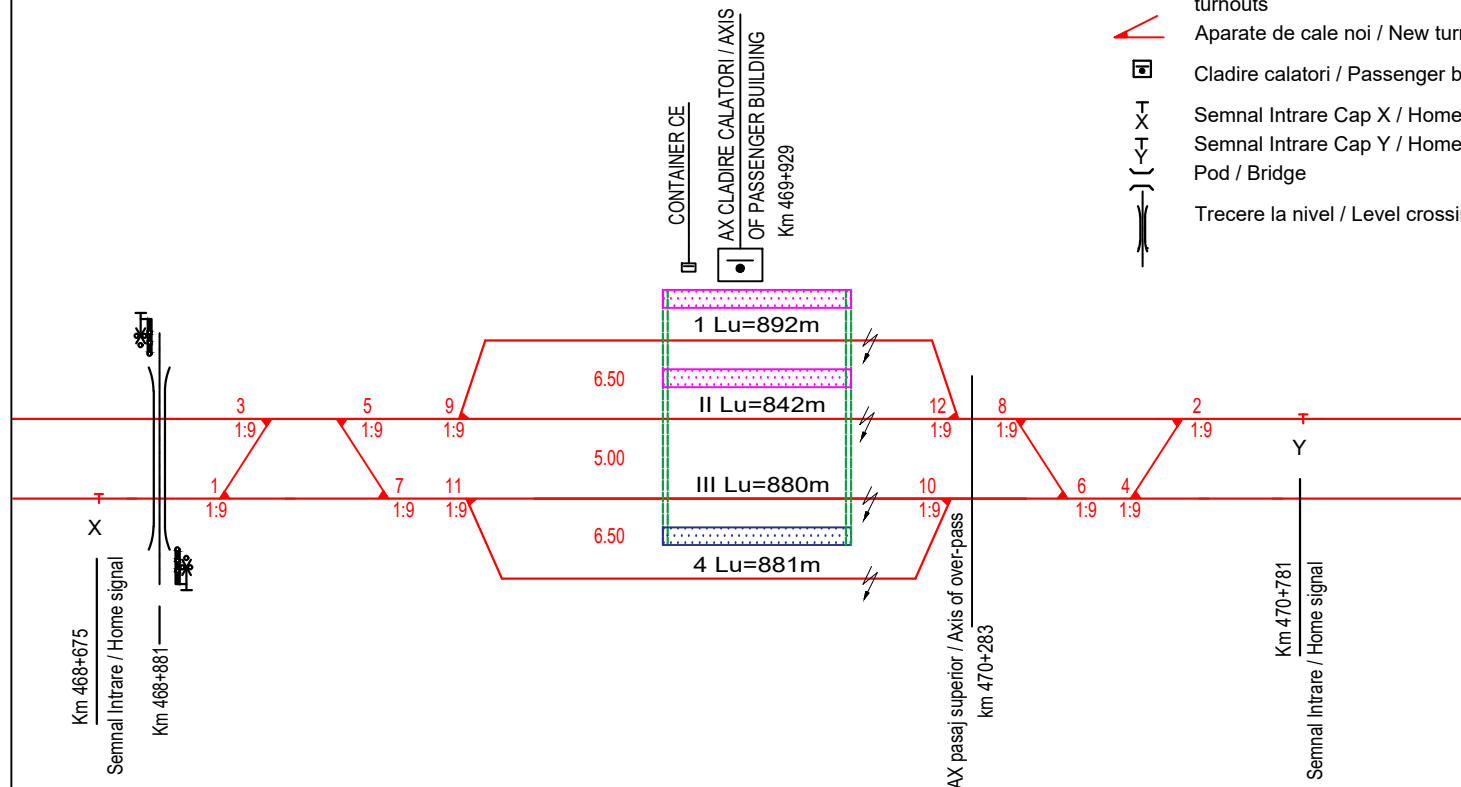 turnouts
Aparate de cale noi / New
Cladire calatori / Passenger
X
Semnal Intrare Cap X / Home
Y
Semnal Intrare Cap Y / Home
Pod / Bridge
Trecere la nivel / Level
CONTAINER CE
AX CLADIRE CALATORI / AXIS
OF PASSENGER BUILDING
Km 469+929
1 Lu=892m
6.50
II Lu=842m
3
1:9
5
1:9
9
1:9
12
1:9
8
1:9
2
1:9
5.00
Y
III Lu=880m
1
1:9
7
1:9
11
1:9
10
1:9
6
1:9
4
1:9
X
6.50
4 Lu=881m
Km 468+675
Semnal Intrare / Home signal
Km 468+881
AX pasaj superior / Axis of over-pass
km 470+283
Km 470+781
Semnal Intrare / Home signal